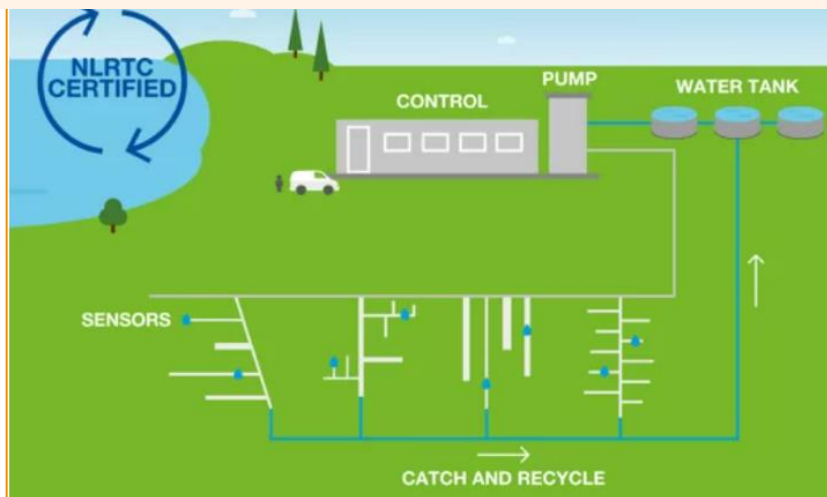 NLRTC
CERTIFIED
CONTROL
PUMP
WATER TANK
SENSORS
CATCH AND RECYCLE